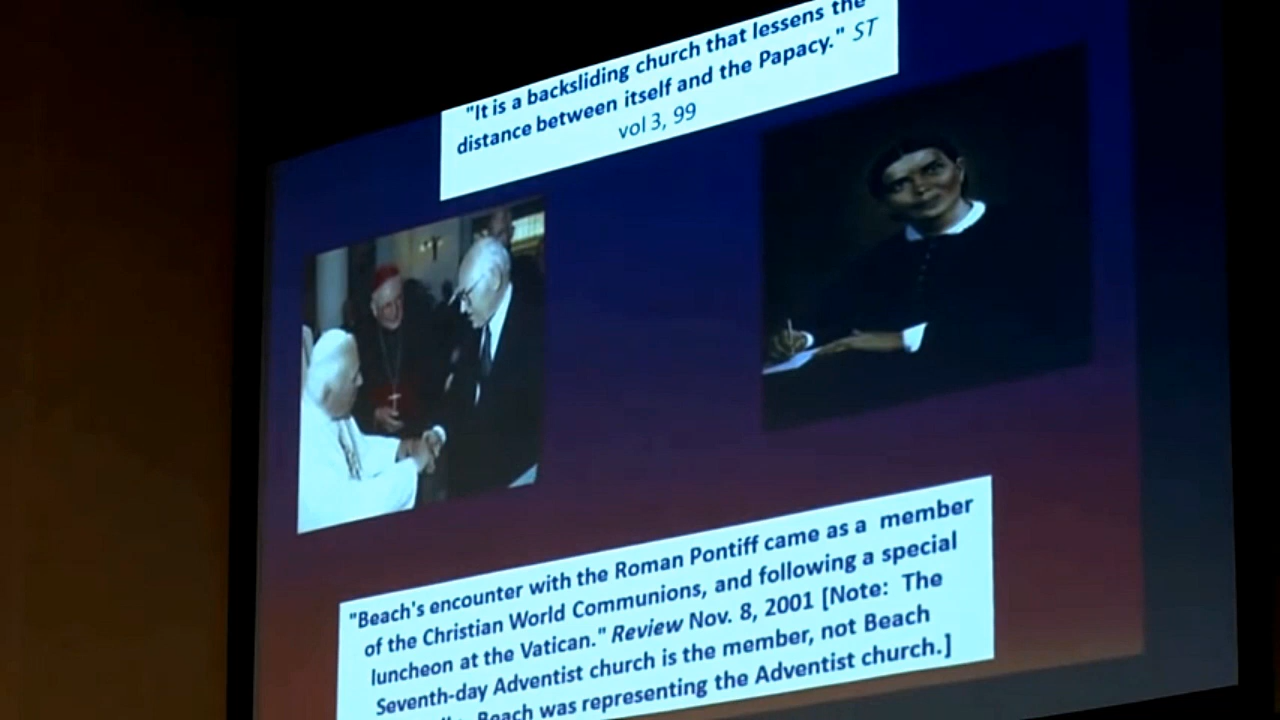 "It is a backsliding church that lessens the
distance between itself and the Papacy." ST
vol 3, 99
"Beach's encounter with the Roman Pontiff came as a member
of the Christian World Communions, and following a special
luncheon at the Vatican." Review Nov. 8, 2001 [Note: The
Seventh-day Adventist church is the member, not Beach
Beach was representing the Adventist church.]